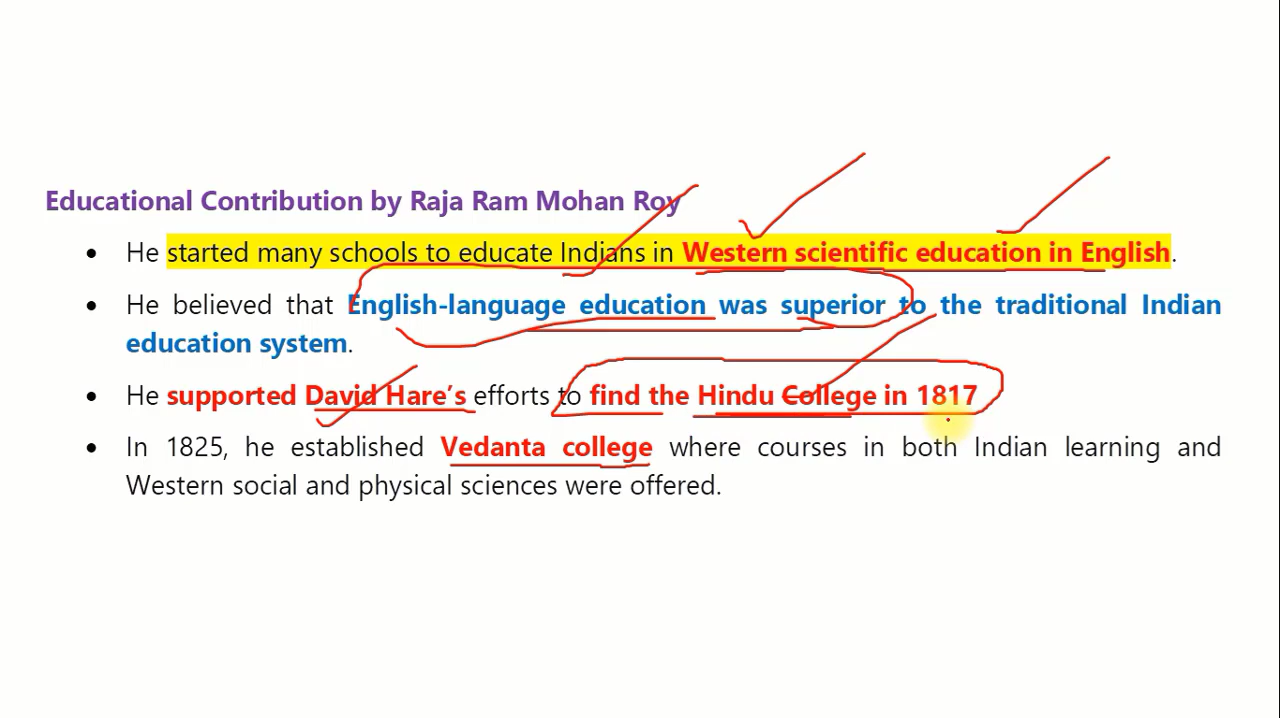 Educational Contribution by Raja Ram Mohan Roy
• He started many schools to educate Indians in Western scientific education in English.
• He believed that English-language education was superior to the traditional Indian
education system.
• He supported David Hare's efforts to find the Hindu College in 1817
• In 1825, he established Vedanta college where courses in both Indian learning and
Western social and physical sciences were offered.